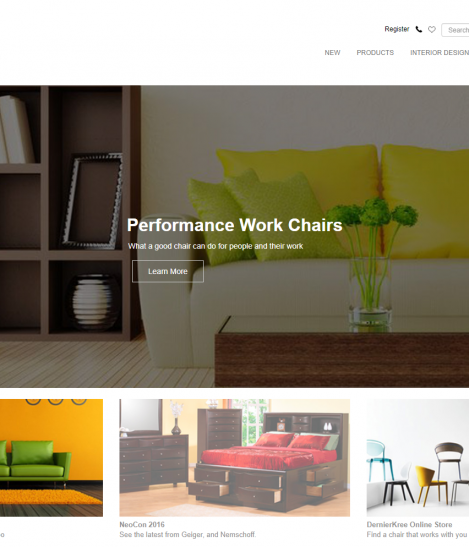 Register Search
NEW PRODUCTS INTERIOR DESIGN
Performance Work Chairs
What a good chair can do for people and their work
Learn More
NeoCon 2016
See the latest from Geiger, and Nemschoff.
DernierKree Online Store
Find a chair that works with you